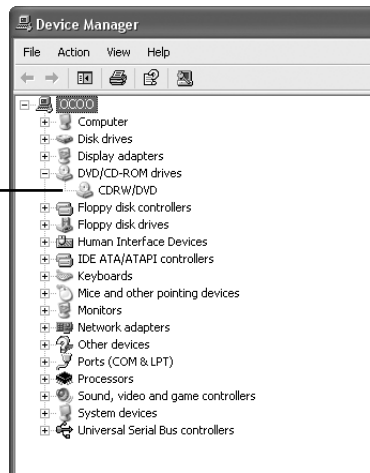 Device Manager
File Action View Help
OCOO
Computer
Disk drives
Display adapters
DVD/CD-ROM drives
CDRW/DVD
Floppy disk controllers
Floppy disk drives
Human Interface Devices
IDE ATA/ATAPI controllers
Keyboards
Mice and other pointing devices
Monitors
Network adapters
Other devices
Ports (COM & LPT)
Processors
Sound, video and game controllers
System devices
Universal Serial Bus controllers